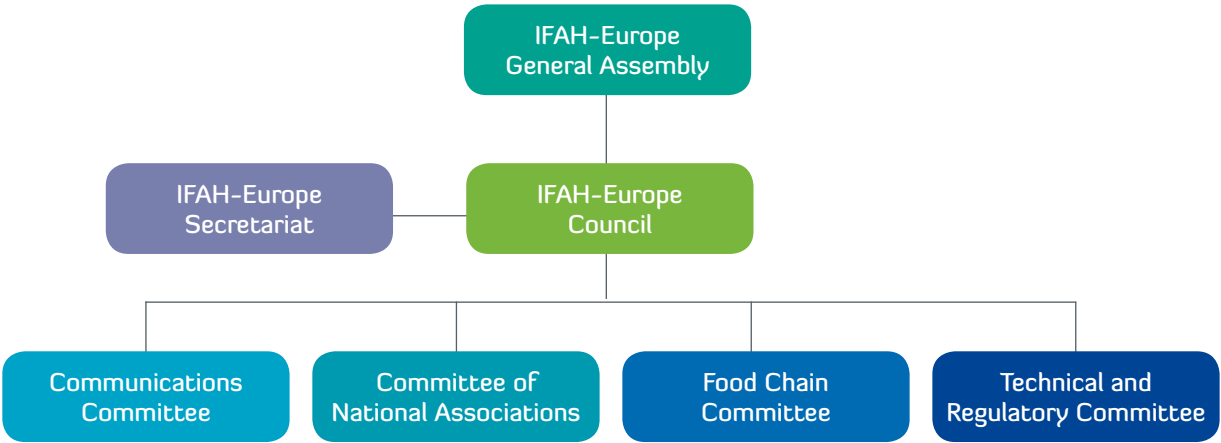 IFAH-Europe
General Assembly
IFAH-Europe
Secretariat
IFAH-Europe
Council
Communications
Committee
Committee of
National Associations
Food Chain
Committee
Technical and
Regulatory Committee